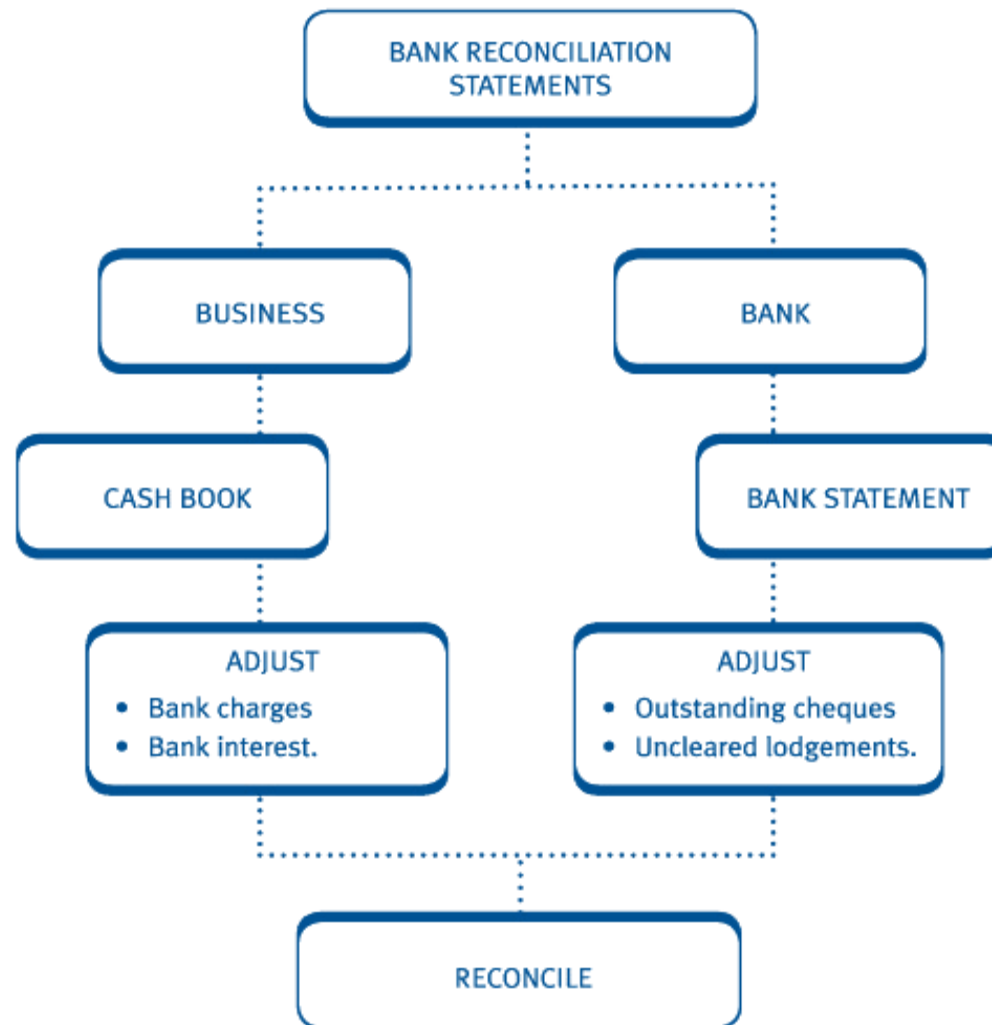 BANK RECONCILIATION
STATEMENTS
BUSINESS
BANK
CASH BOOK
BANK STATEMENT
ADJUST
• Bank charges
• Bank interest.
ADJUST
• Outstanding cheques
• Uncleared lodgements.
RECONCILE